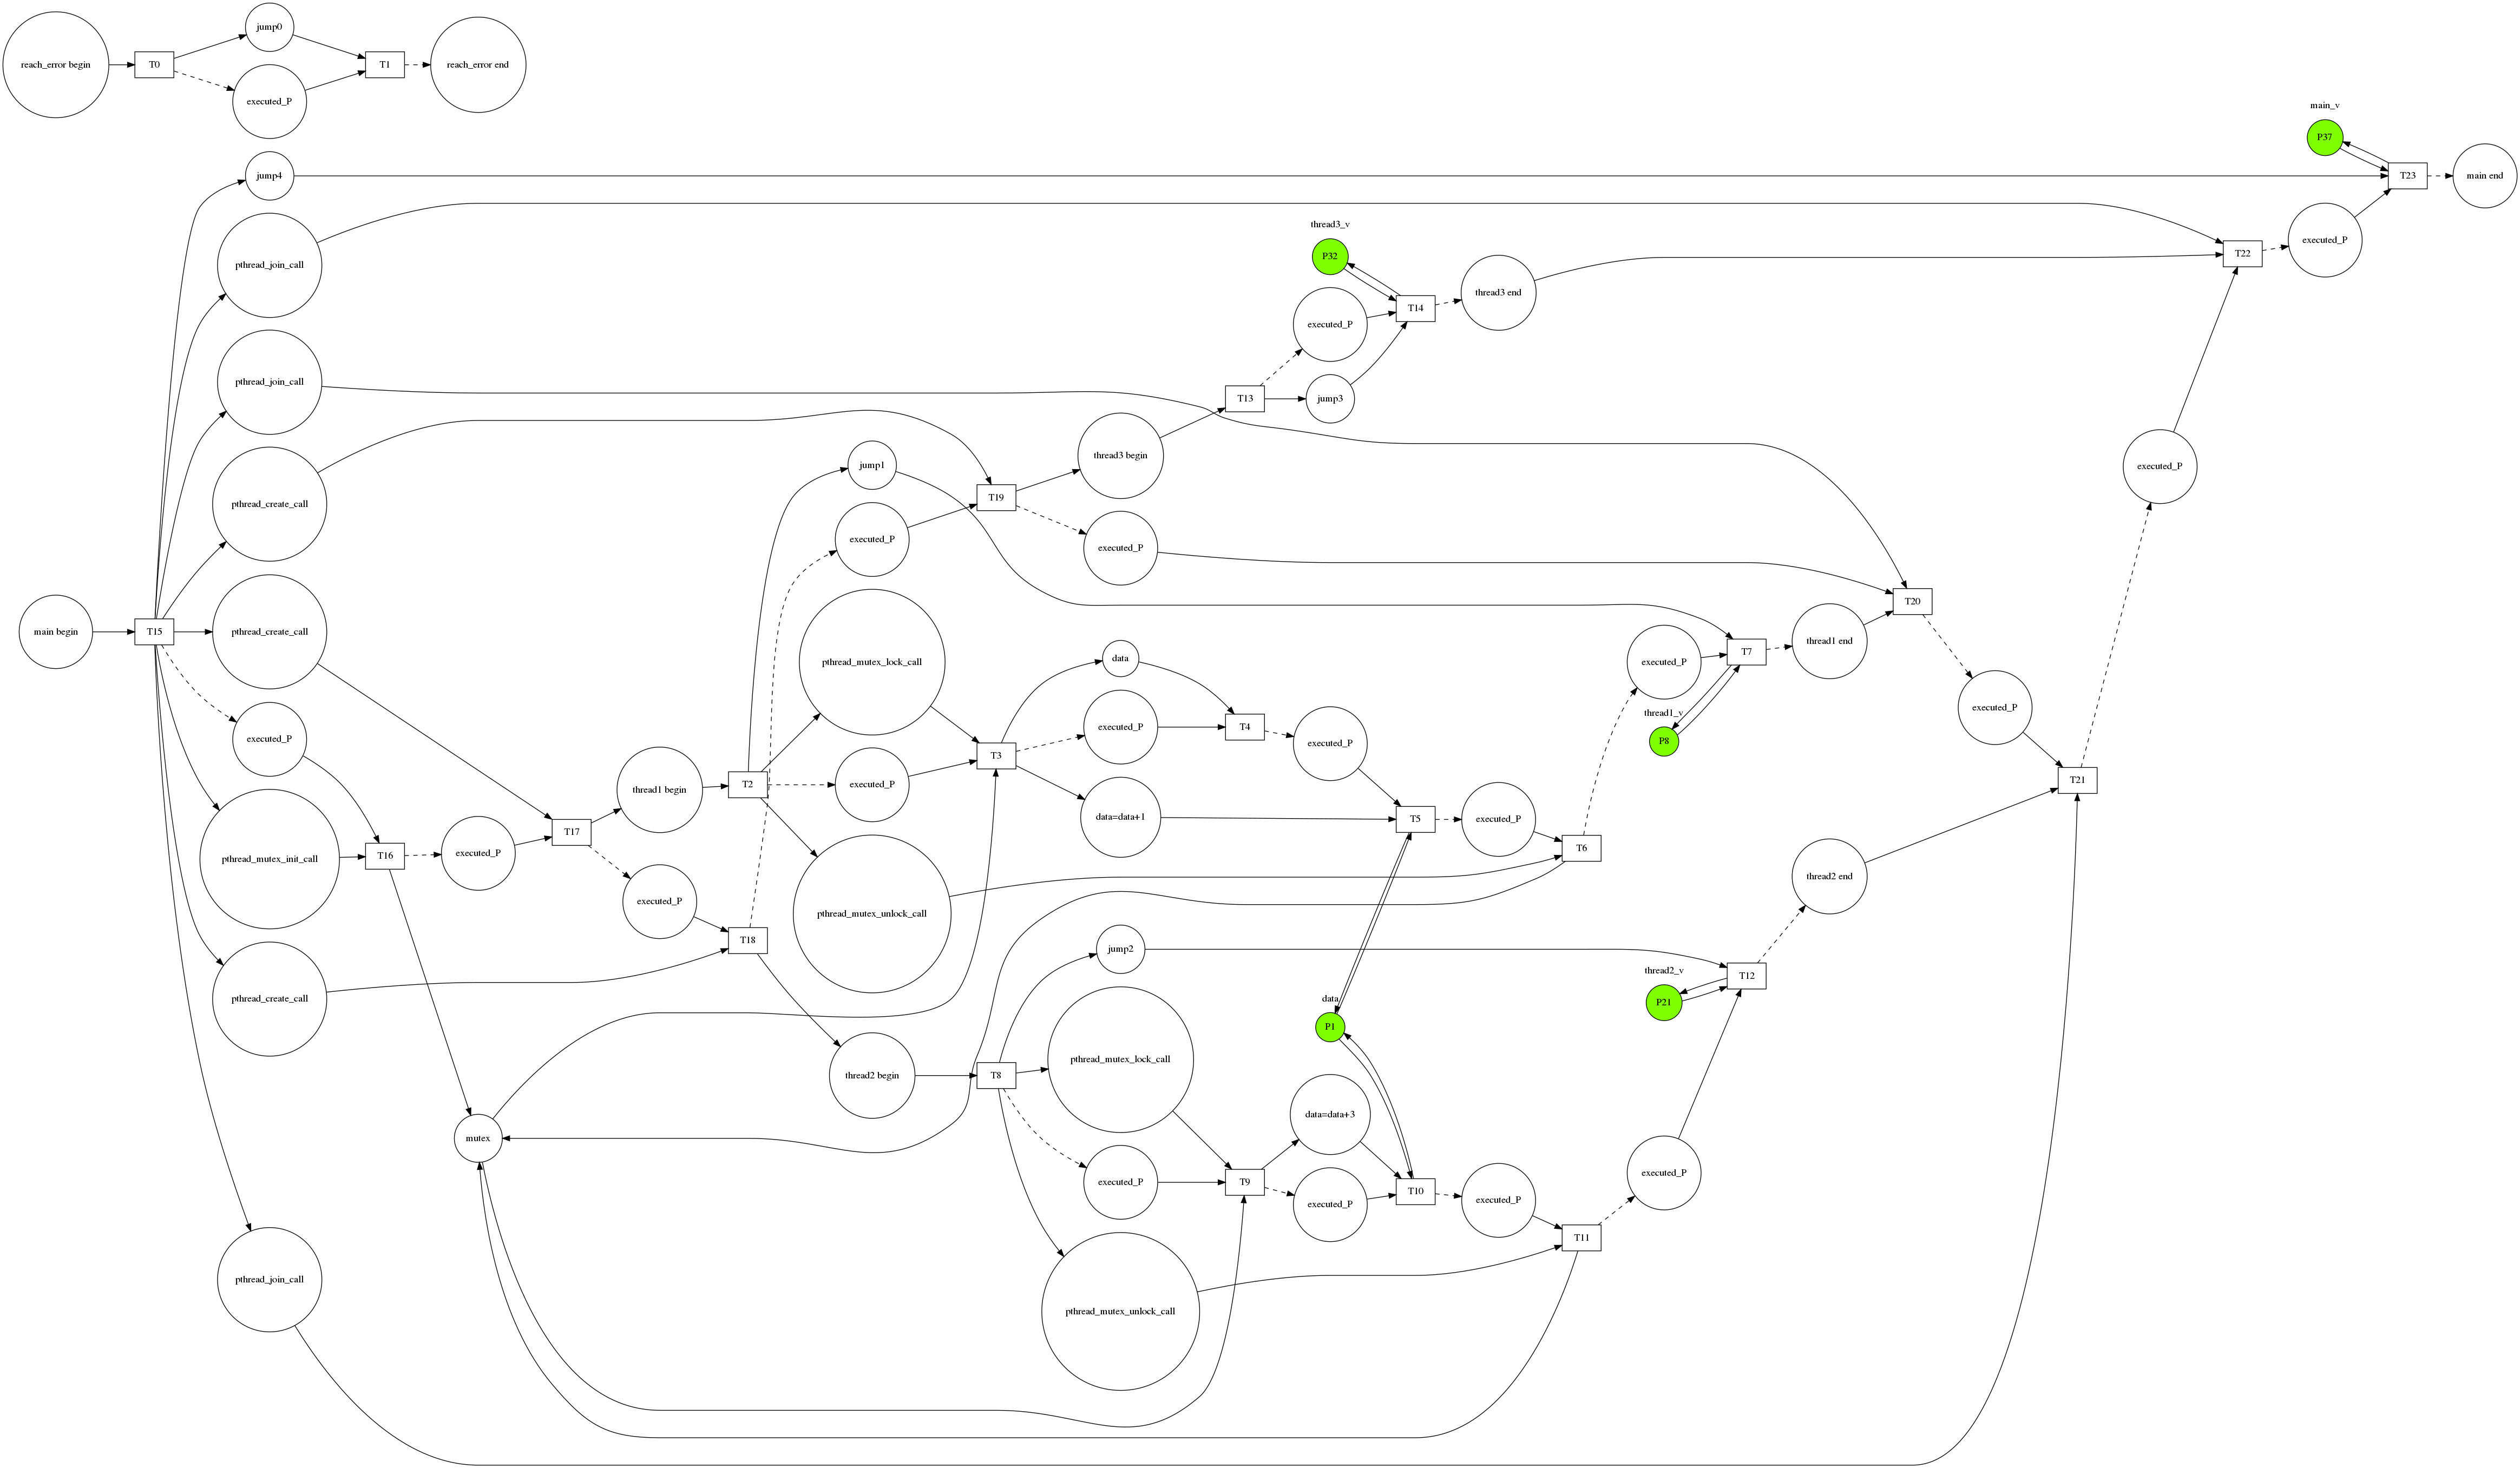 jump0
reach_error begin
T0
T1
reach_error end
executed_P
main_v
P37
jump4
T23
main end
thread3_v
executed_P
P32
T22
pthread_join_call
thread3 end
T14
executed_P
pthread_join_call
T13
jump3
thread3 begin
jump1
executed_P
T19
pthread_create_call
executed_P
executed_P
T20
main begin
T15
pthread_create_call
thread1 end
T7
data
pthread_mutex_lock_call
executed_P
thread1_v
P8
executed_P
executed_P
T4
executed_P
executed_P
T3
T21
T2
executed_P
thread1 begin
data=data+1
T5
executed_P
T17
T6
executed_P
T16
pthread_mutex_init_call
thread2 end
executed_P
pthread_mutex_unlock_call
T18
jump2
thread2_v
T12
pthread_create_call
data
P21
P1
pthread_mutex_lock_call
thread2 begin
T8
data=data+3
mutex
executed_P
executed_P
T9
T10
executed_P
executed_P
T11
pthread_join_call
pthread_mutex_unlock_call